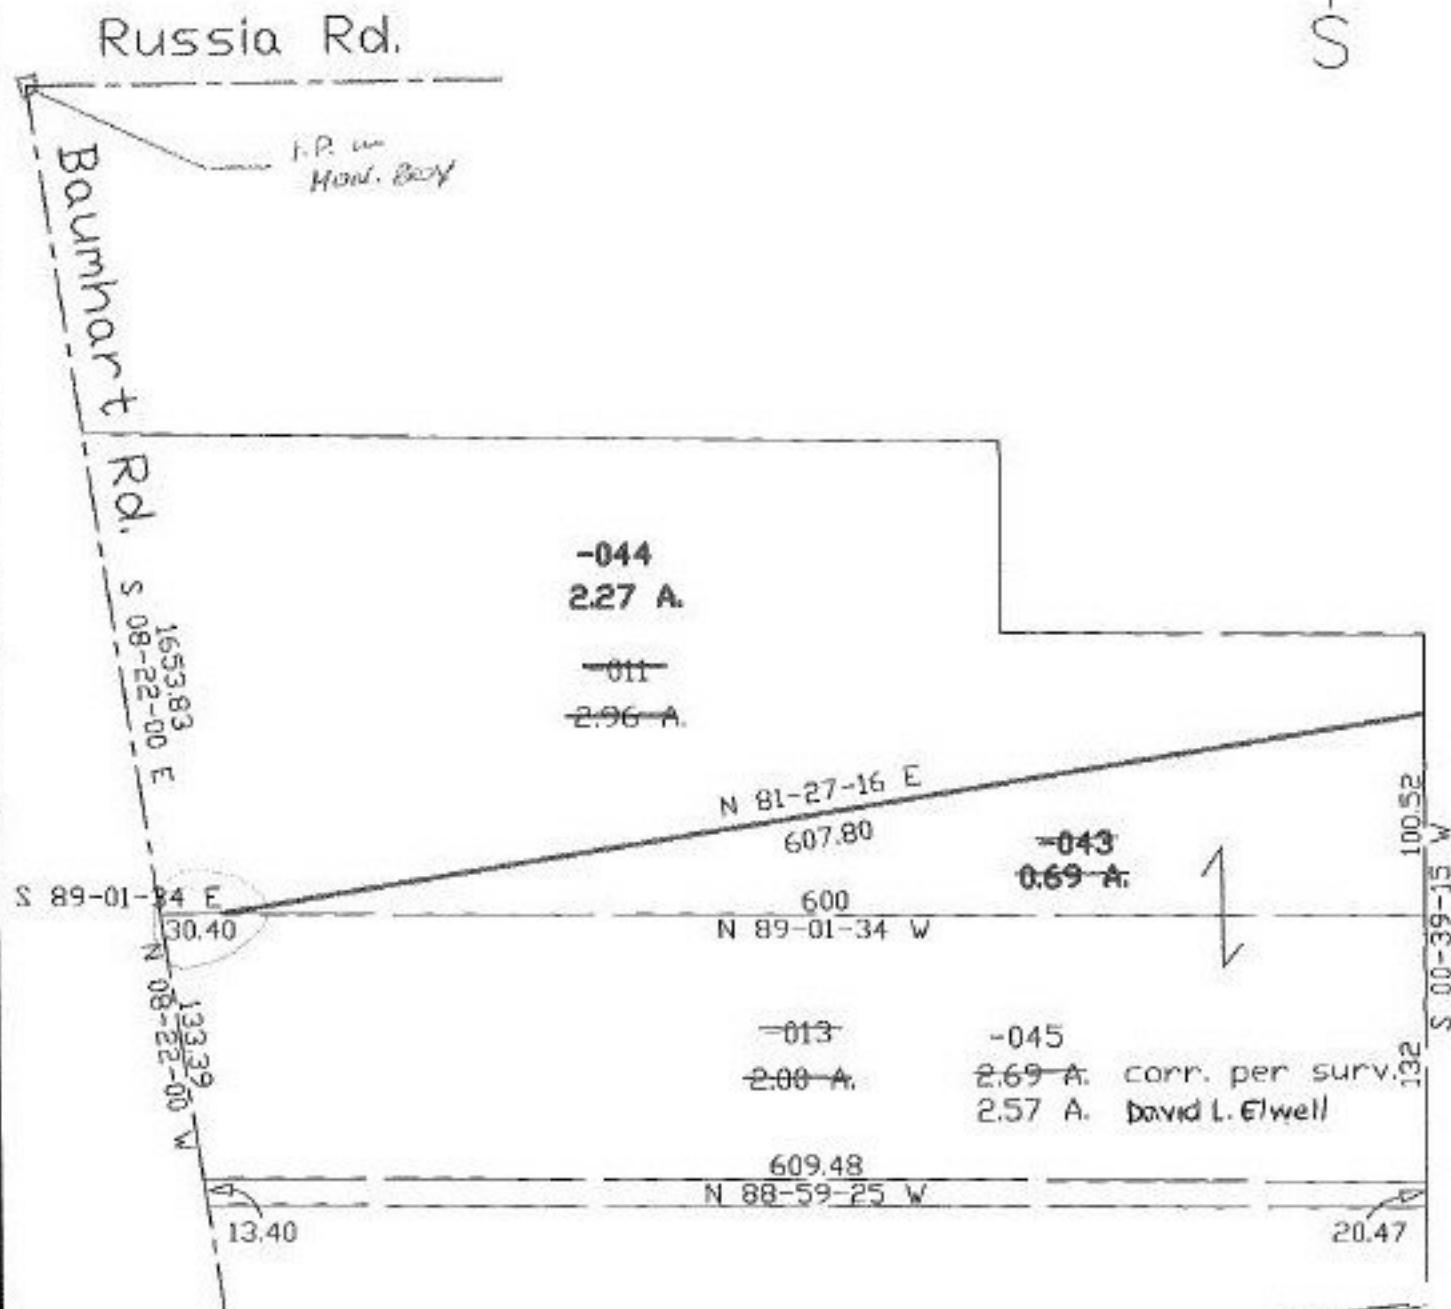 Russia Rd.
S
I.P. in
MON. BOX
Baumhart Rd.
S 08-22-00 E
1653.83
-044
2.27 A.
-011
2.96 A.
N 81-27-16 E
607.80
-043
0.69 A.
100.52
S 00-39-15 W
S 89-01-34 E
30.40
600
N 89-01-34 W
N 08-22-00 W
133.39
-013
2.00 A.
-045
2.69 A. corr. per surv.
2.57 A. David L. Elwell
132
609.48
N 88-59-25 W
13.40
20.47